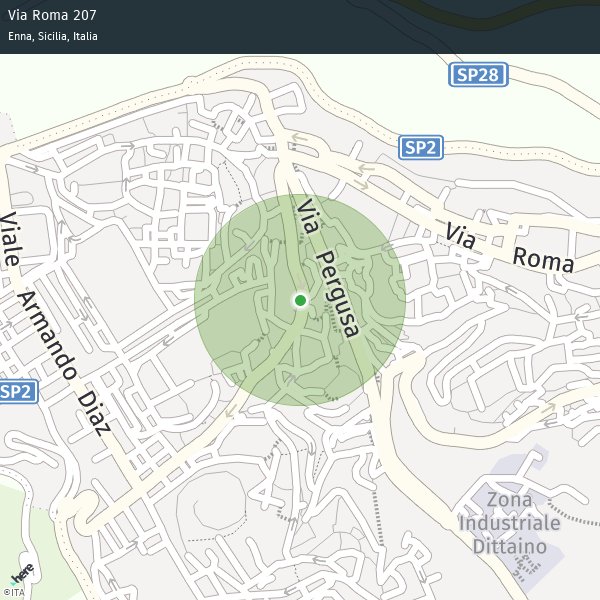 Via Roma 207
Enna, Sicilia, Italia
SP28
SP2
Via Roma
Via Pergusa
Viale Armando Diaz
SP2
Zona
Industriale
Dittaino
here
©ITA